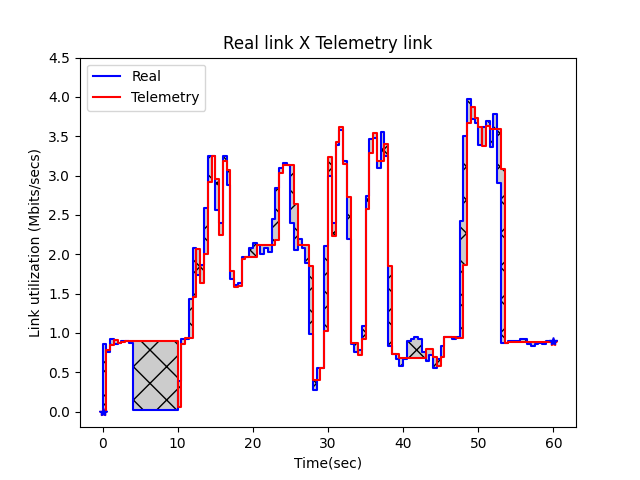 Real link X Telemetry link
Link utilization (Mbits/secs)
4.5
4.0
3.5
3.0
2.5
2.0
1.5
1.0
0.5
0.0
Real
Telemetry
0 10 20 30 40 50 60
Time(sec)